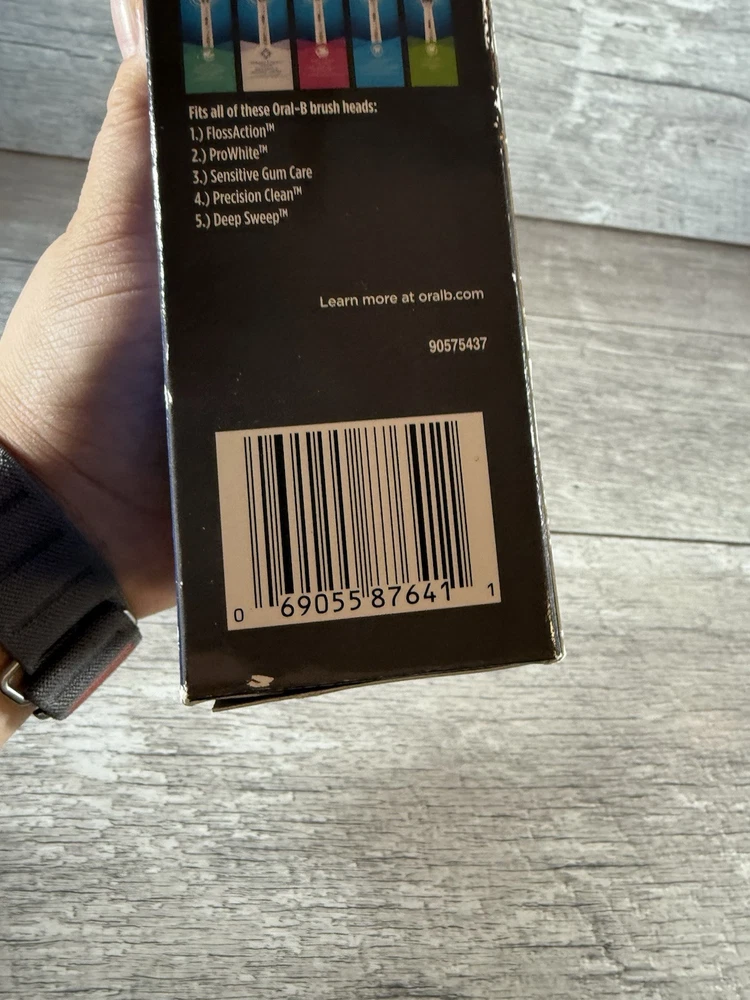 Fits all of these Oral-B brush heads:
1.) FlossAction™
2.) ProWhite™
3.) Sensitive Gum Care
4.) Precision Clean™
5.) Deep Sweep™
Learn more at oralb.com
90575437
0 69055 87641 1